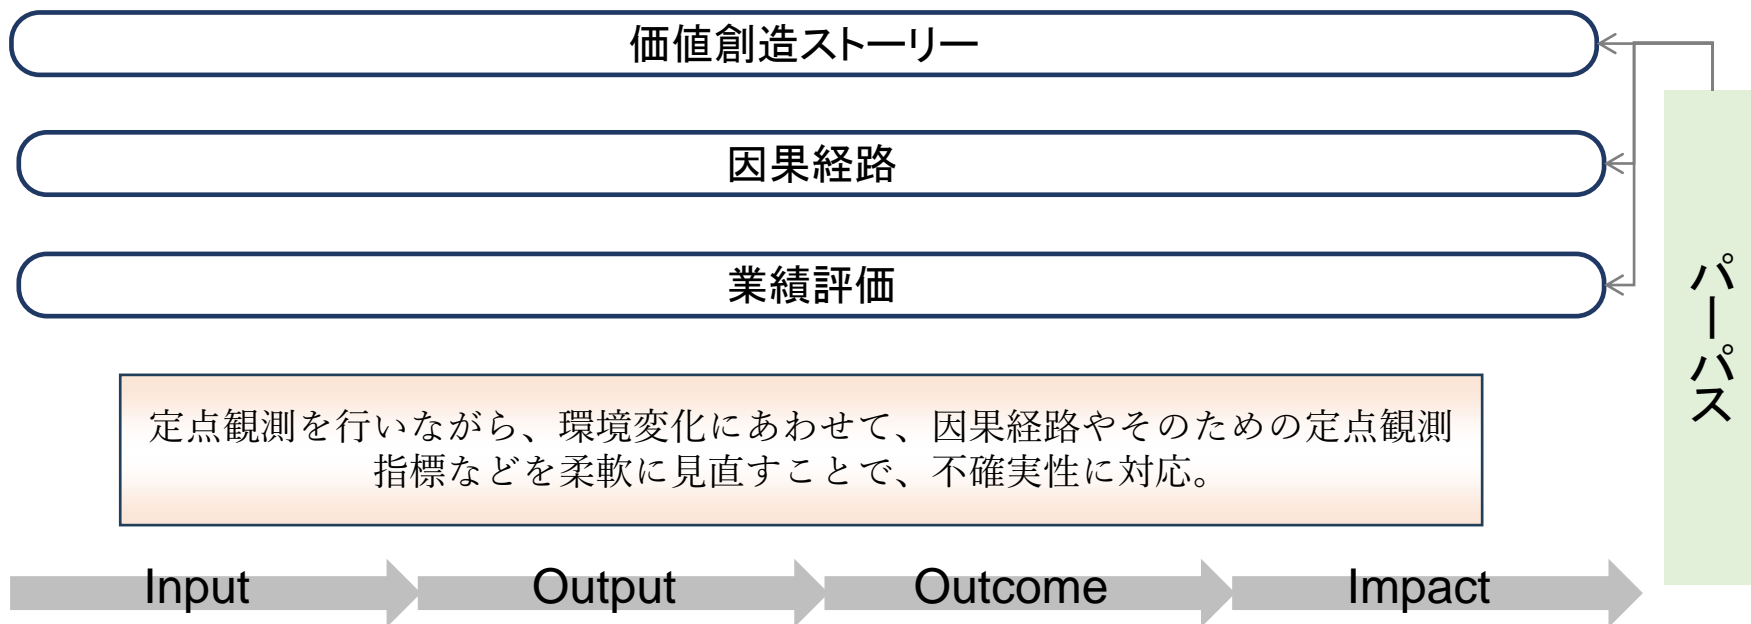 価値創造ストーリー
因果経路
業績評価
パーパス
定点観測を行いながら、環境変化にあわせて、因果経路やそのための定点観測
指標などを柔軟に見直すことで、不確実性に対応。
Input
Output
Outcome
Impact